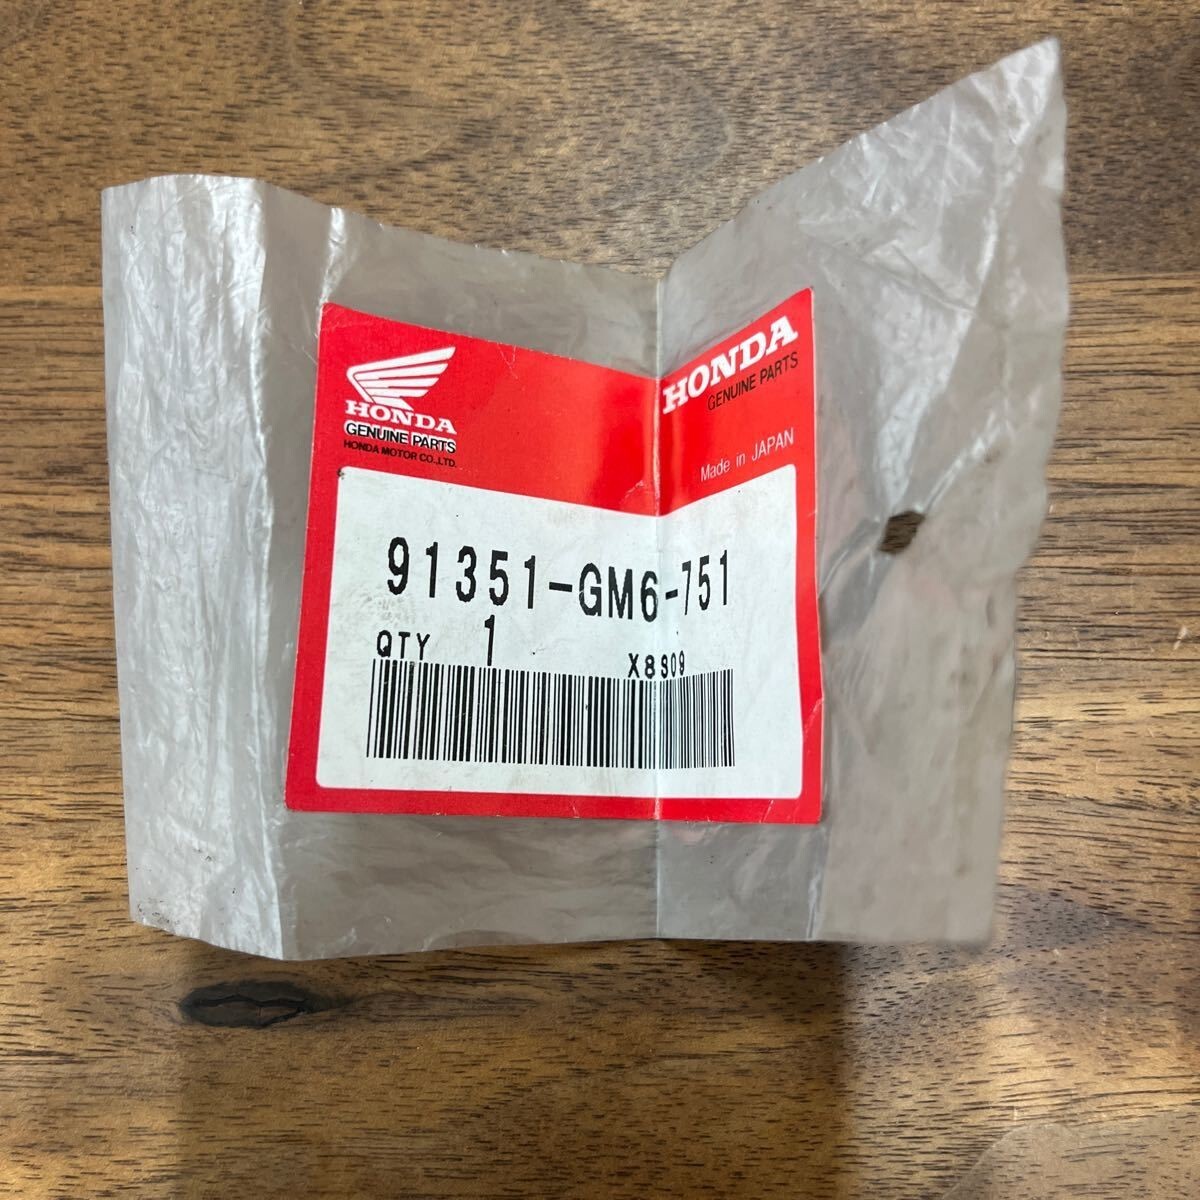 HONDA
GENUINE PARTS
HONDA MOTOR CO.,LTD.
HONDA
GENUINE PARTS
Made in JAPAN
91351-GM6-751
QTY 1
X8S09